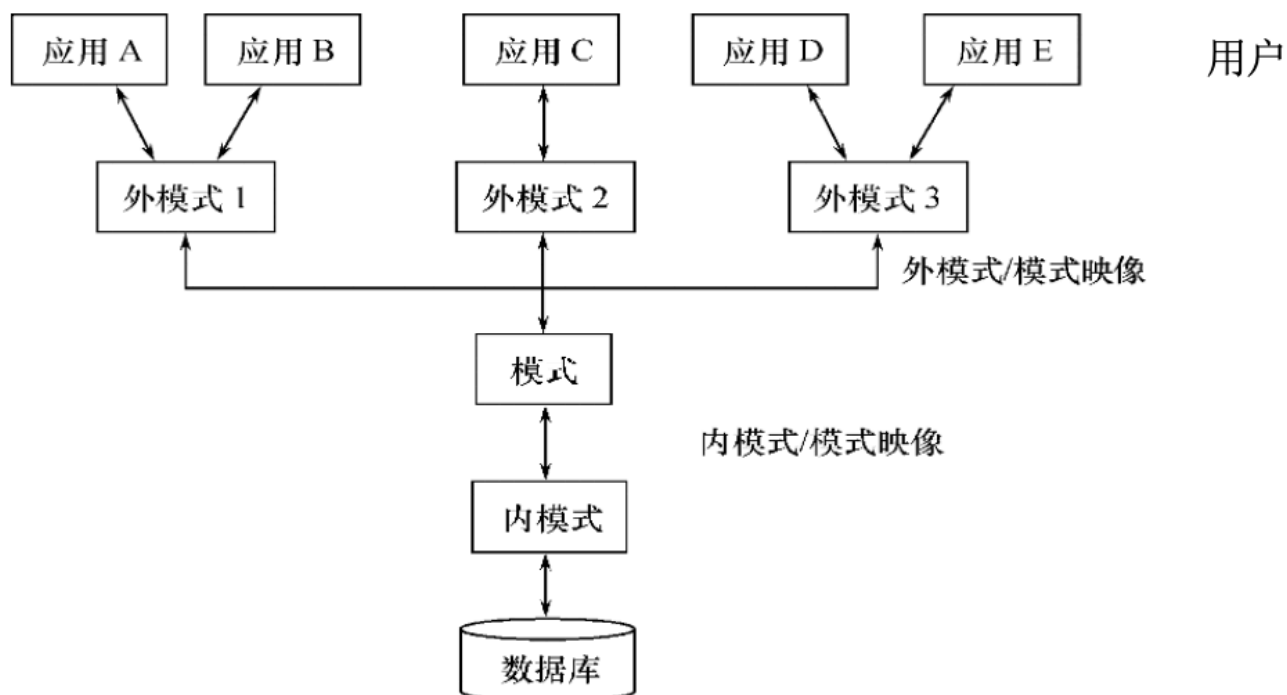 应用 A
应用 B
应用 C
应用 D
应用 E
用户
外模式 1
外模式 2
外模式 3
外模式/模式映像
模式
内模式/模式映像
内模式
数据库